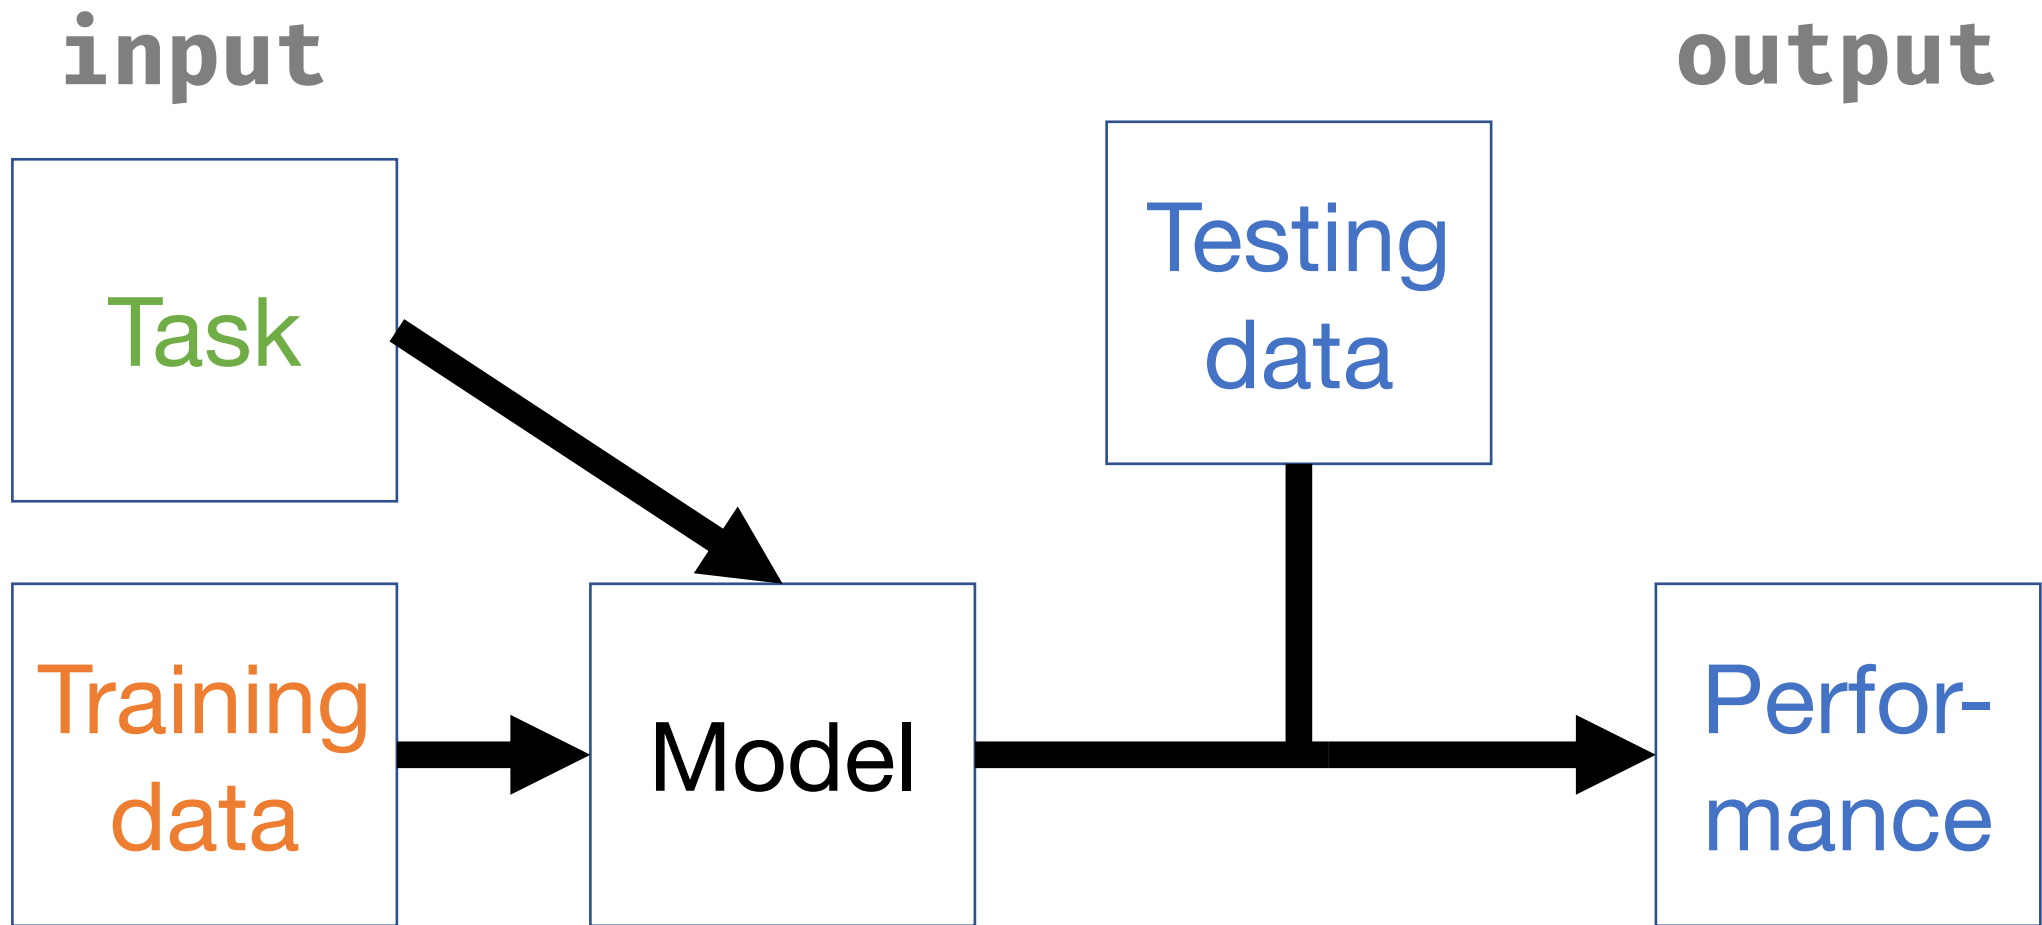 input
output
Task
Testing
data
Training
data
Model
Perfor-
mance